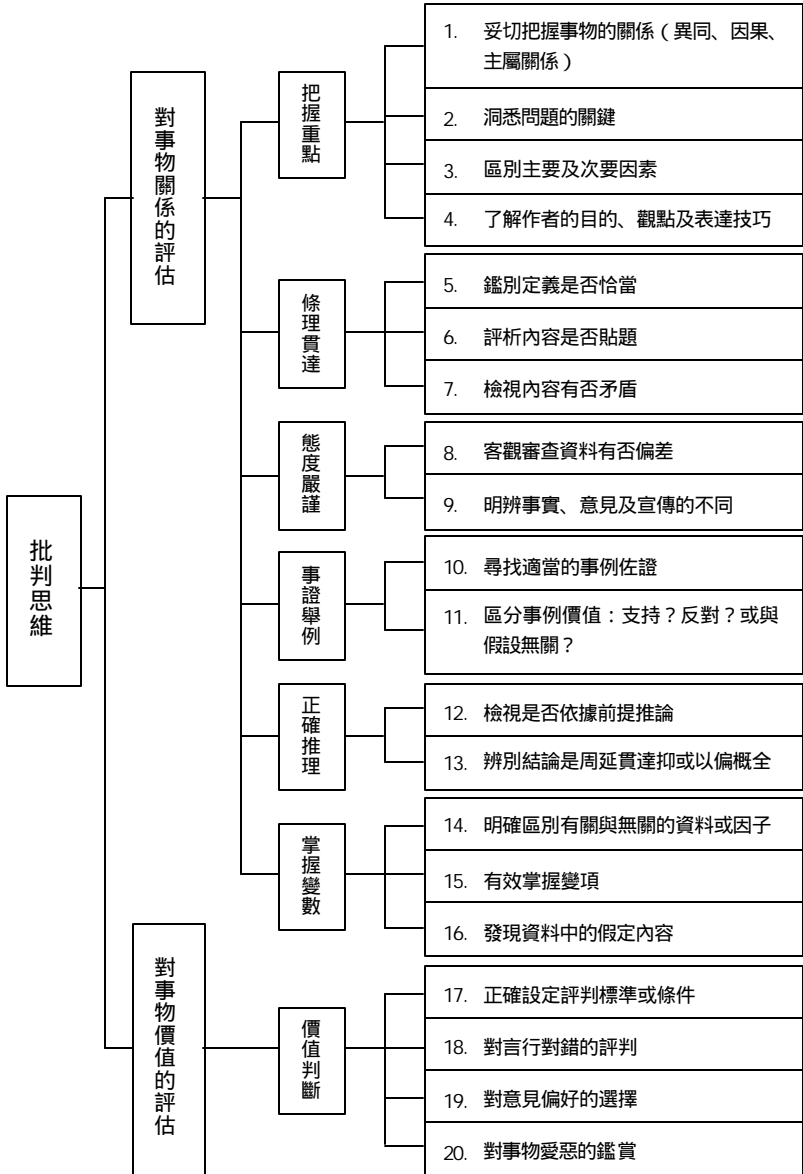 批判思維
對事物關係的評估
把握重點
1. 妥切把握事物的關係（異同、因果、
主屬關係）
2. 洞悉問題的關鍵
3. 區別主要及次要因素
4. 了解作者的目的、觀點及表達技巧
條理貫達
5. 鑑別定義是否恰當
6. 評析內容是否貼題
7. 檢視內容有否矛盾
態度嚴謹
8. 客觀審查資料有否偏差
9. 明辨事實、意見及宣傳的不同
事證舉例
10. 尋找適當的事例佐證
11. 區分事例價值：支持？反對？或與
假設無關？
正確推理
12. 檢視是否依據前提推論
13. 辨別結論是周延貫達抑或以偏概全
掌握變數
14. 明確區別有關與無關的資料或因子
15. 有效掌握變項
16. 發現資料中的假定內容
對事物價值的評估
價值判斷
17. 正確設定評判標準或條件
18. 對言行對錯的評判
19. 對意見偏好的選擇
20. 對事物愛惡的鑑賞